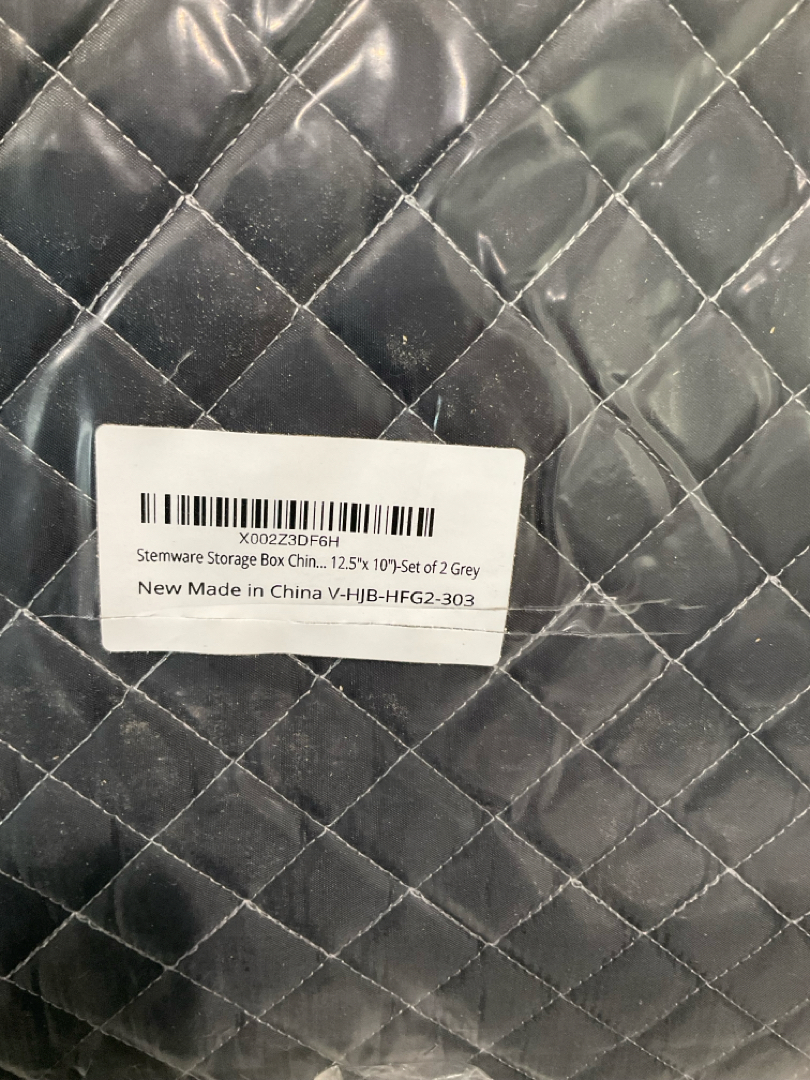 X002Z3DF6H
Stemware Storage Box Chin... 12.5"x 10")-Set of 2 Grey
New Made in China V-HJB-HFG2-303